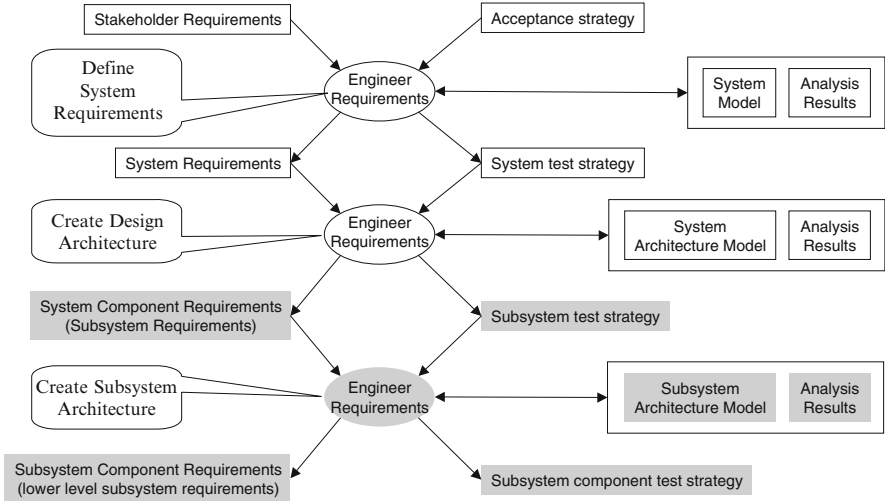 Stakeholder Requirements
Acceptance strategy
Define
System
Requirements
Engineer
Requirements
System
Model
Analysis
Results
System Requirements
System test strategy
Create Design
Architecture
Engineer
Requirements
System
Architecture Model
Analysis
Results
System Component Requirements
(Subsystem Requirements)
Subsystem test strategy
Create Subsystem
Architecture
Engineer
Requirements
Subsystem
Architecture Model
Analysis
Results
Subsystem Component Requirements
(lower level subsystem requirements)
Subsystem component test strategy